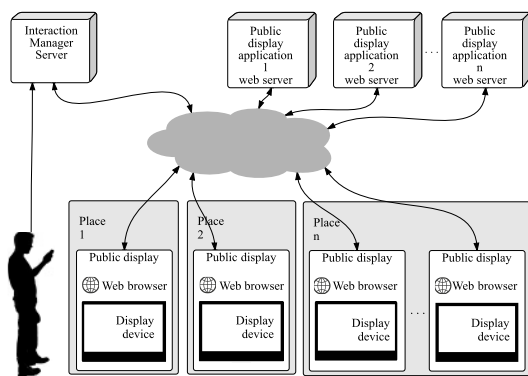 Interaction
Manager
Server
Public
display
application
1
web server
Public
display
application
2
web server
. . .
Public
display
application
n
web server
Place
1
Public display
Web browser
Display
device
Place
2
Public display
Web browser
Display
device
Place
n
Public display
Web browser
Display
device
. . .
Public display
Web browser
Display
device